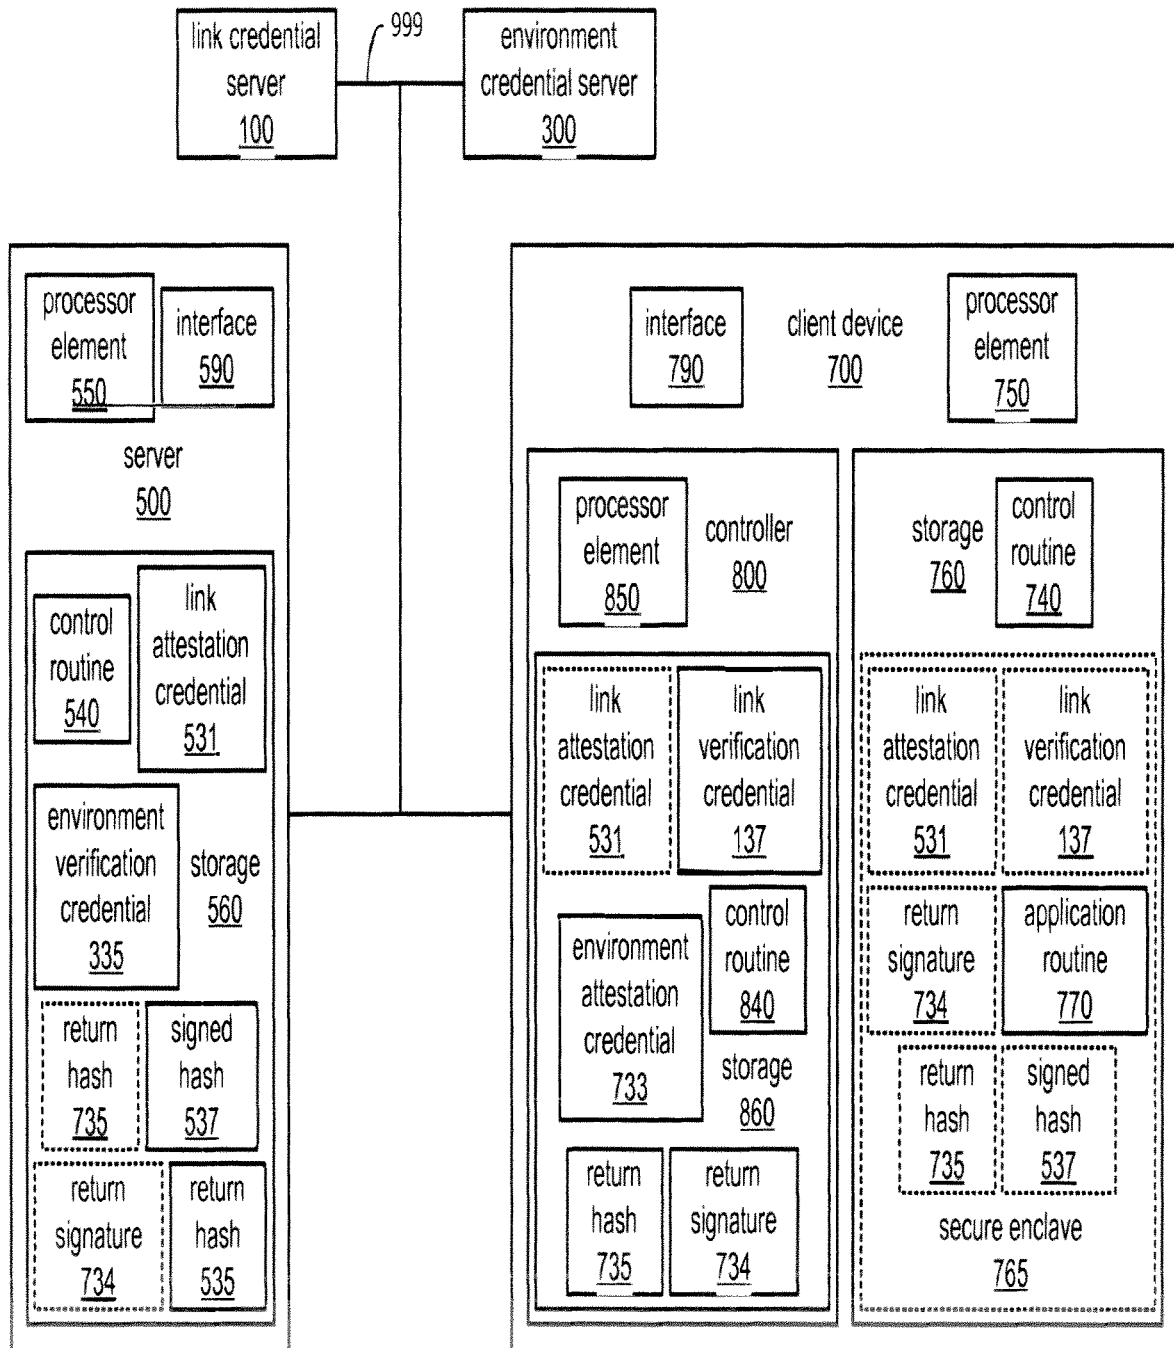 link credential
server
100
999
environment
credential server
300
processor
element
550
interface
590
server
500
control
routine
540
link
attestation
credential
531
environment
verification
credential
335
storage
560
return
hash
735
signed
hash
537
return
signature
734
return
hash
535
interface
790
client device
700
processor
element
750
processor
element
850
controller
800
link
attestation
credential
531
link
verification
credential
137
environment
attestation
credential
733
control
routine
840
storage
860
return
hash
735
return
signature
734
storage
760
control
routine
740
link
attestation
credential
531
link
verification
credential
137
return
signature
734
application
routine
770
return
hash
735
signed
hash
537
secure enclave
765